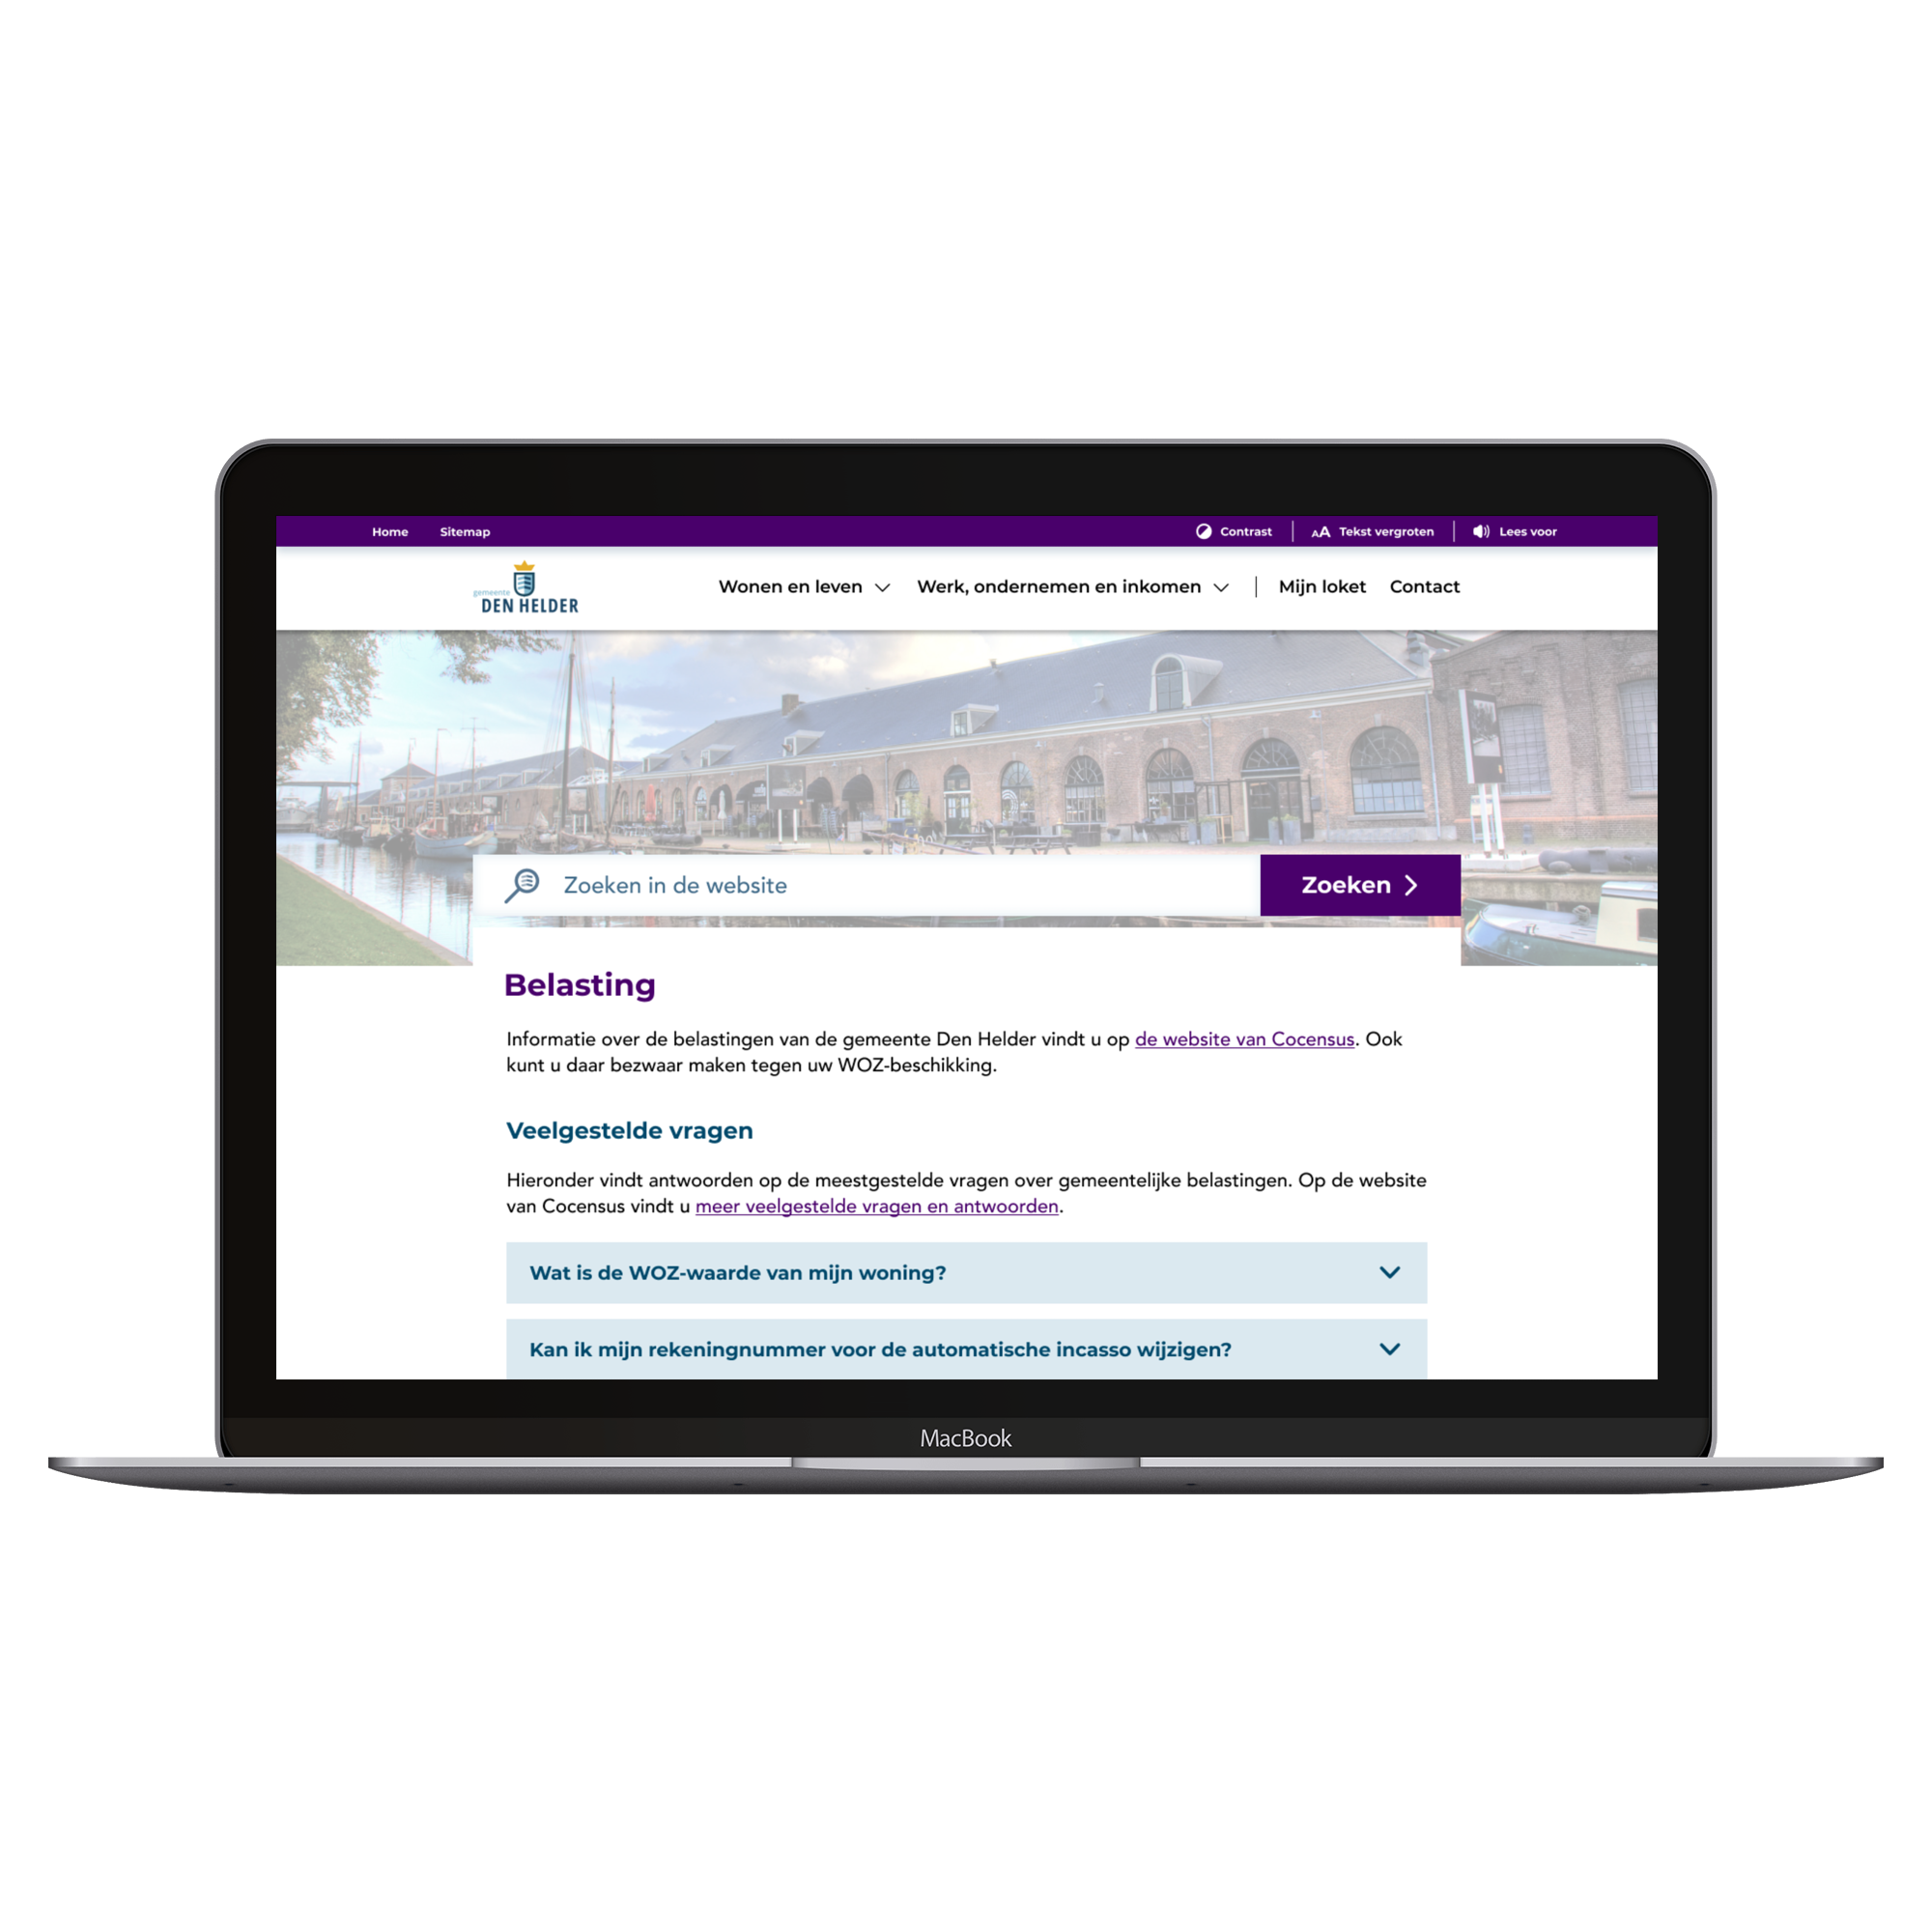 Home Sitemap Contrast AA Tekst vergroten Lees voor
gemeente
DEN HELDER
Wonen en leven Werk, ondernemen en inkomen Mijn loket Contact
Zoeken in de website Zoeken
Belasting
Informatie over de belastingen van de gemeente Den Helder vindt u op de website van Cocensus. Ook
kunt u daar bezwaar maken tegen uw WOZ-beschikking.
Veelgestelde vragen
Hieronder vindt antwoorden op de meestgestelde vragen over gemeentelijke belastingen. Op de website
van Cocensus vindt u meer veelgestelde vragen en antwoorden.
Wat is de WOZ-waarde van mijn woning?
Kan ik mijn rekeningnummer voor de automatische incasso wijzigen?
MacBook